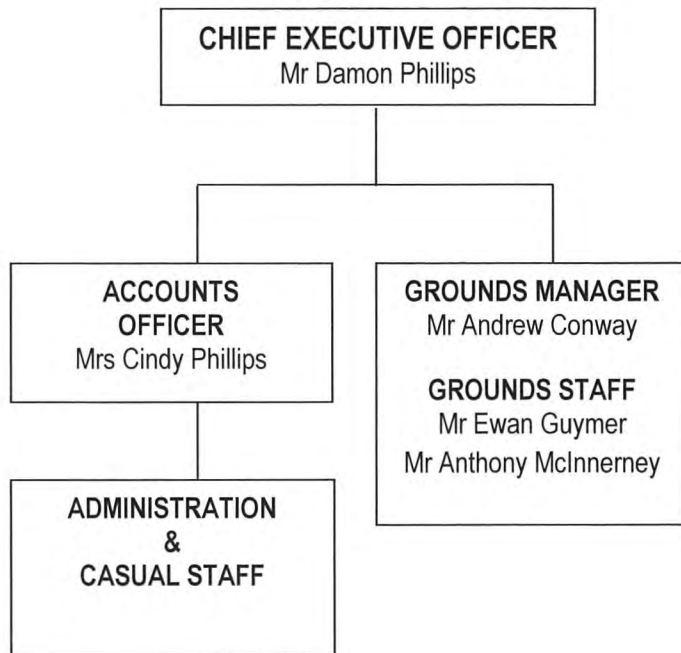 CHIEF EXECUTIVE OFFICER
Mr Damon Phillips
ACCOUNTS
OFFICER
Mrs Cindy Phillips
GROUNDS MANAGER
Mr Andrew Conway
GROUNDS STAFF
Mr Ewan Guymer
Mr Anthony McInnerney
ADMINISTRATION
&
CASUAL STAFF